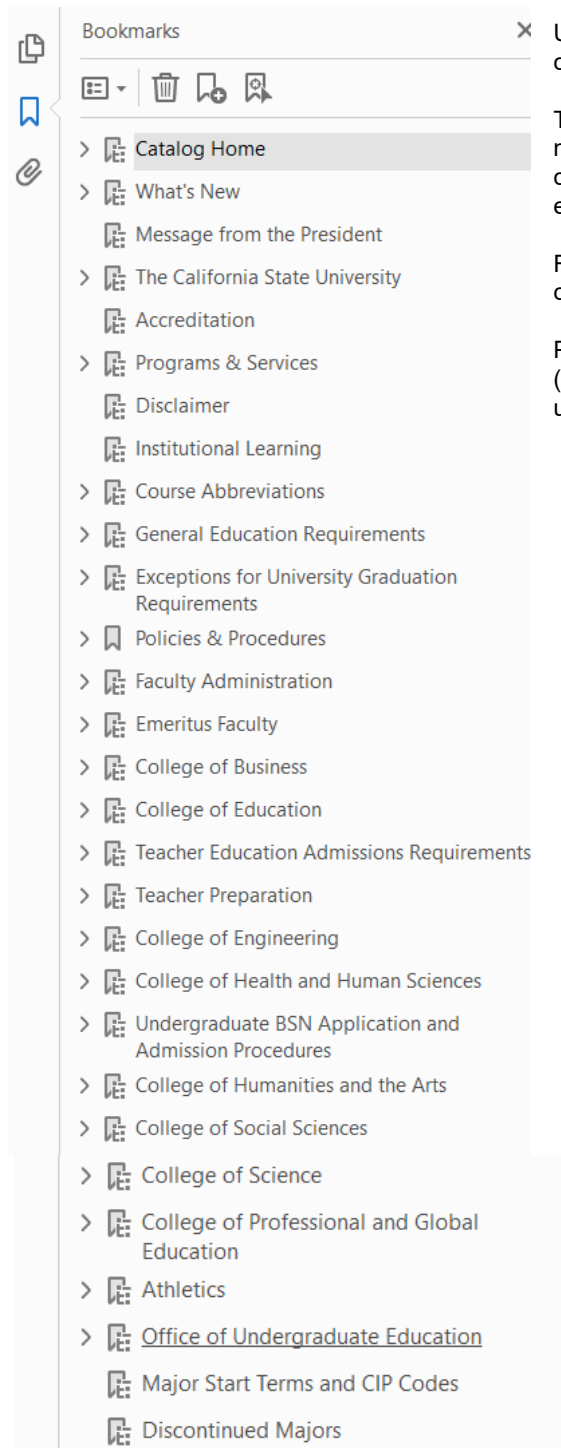 Bookmarks
Catalog Home
What's New
Message from the President
The California State University
Accreditation
Programs & Services
Disclaimer
Institutional Learning
Course Abbreviations
General Education Requirements
Exceptions for University Graduation
Requirements
Policies & Procedures
Faculty Administration
Emeritus Faculty
College of Business
College of Education
Teacher Education Admissions Requirements
Teacher Preparation
College of Engineering
College of Health and Human Sciences
Undergraduate BSN Application and
Admission Procedures
College of Humanities and the Arts
College of Social Sciences
College of Science
College of Professional and Global
Education
Athletics
Office of Undergraduate Education
Major Start Terms and CIP Codes
Discontinued Majors